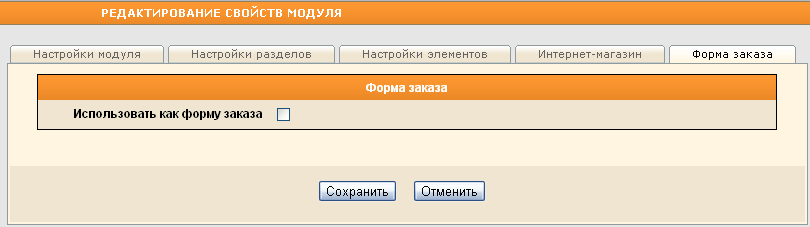 РЕДАКТИРОВАНИЕ СВОЙСТВ МОДУЛЯ
Настройки модуля Настройки разделов Настройки элементов Интернет-магазин Форма заказа
Форма заказа
Использовать как форму заказа
Сохранить Отменить